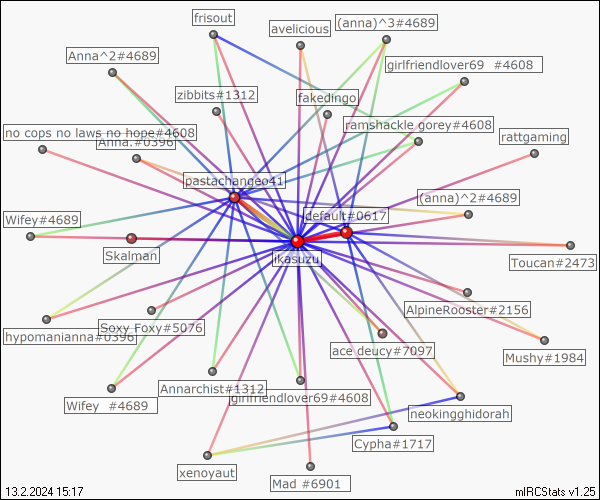 frisout
avelicious
(anna)^3#4689
Anna^2#4689
girlfriendlover69 #4608
zibbits#1312
fakedingo
no cops no laws no hope#4608
Anna.#0396
ramshackle gorey#4608
rattgaming
pastachangeo41
default#0617
(anna)^2#4689
Wifey#4689
Skalman
ikasuzu
Toucan#2473
AlpineRooster#2156
hypomanianna#0396
Soxy Foxy#5076
ace deucy#7097
Mushy#1984
Annarchist#1312
girlfriendlover69#4608
Wifey #4689
neokingghidorah
Cypha#1717
xenoyaut
Mad #6901
13.2.2024 15:17
mIRCStats v1.25